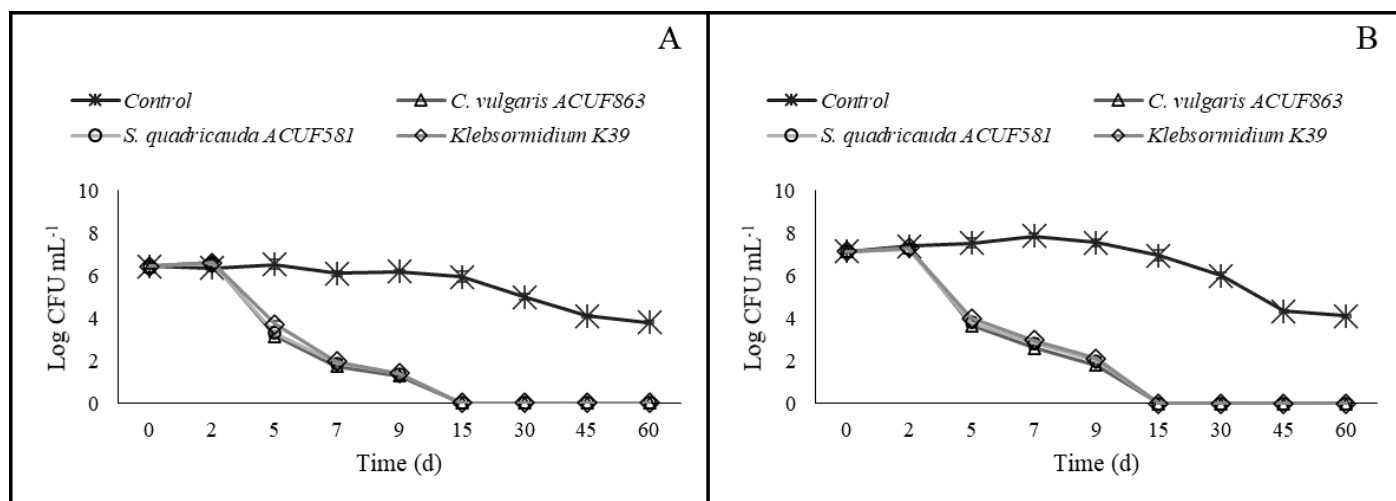 A
Control
C. vulgaris ACUF863
S. quadricauda ACUF581
Klebsormidium K39
10
8
6
4
2
0
Log CFU mL-1
0 2 5 7 9 15 30 45 60
Time (d)
B
Control
C. vulgaris ACUF863
S. quadricauda ACUF581
Klebsormidium K39
10
8
6
4
2
0
Log CFU mL-1
0 2 5 7 9 15 30 45 60
Time (d)